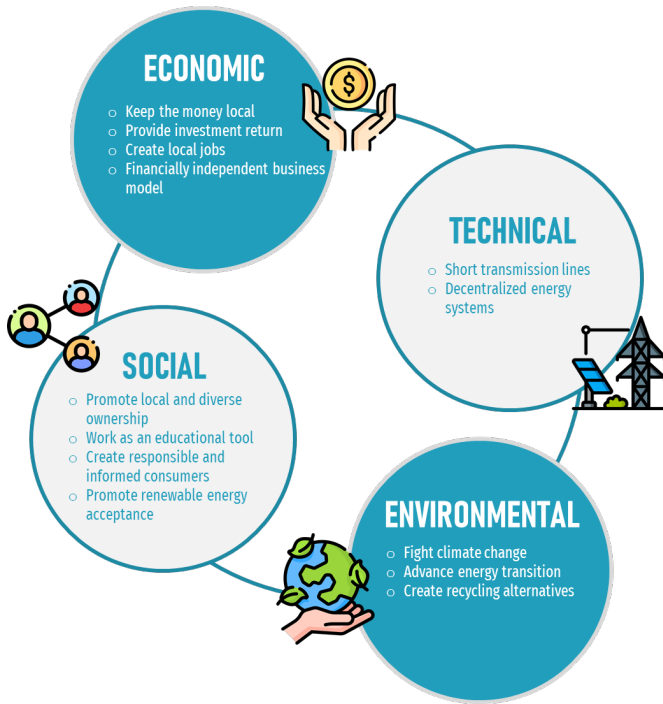 ECONOMIC
○ Keep the money local
○ Provide investment return
○ Create local jobs
○ Financially independent business
model
TECHNICAL
○ Short transmission lines
○ Decentralized energy
systems
SOCIAL
○ Promote local and diverse
ownership
○ Work as an educational tool
○ Create responsible and
informed consumers
○ Promote renewable energy
acceptance
ENVIRONMENTAL
○ Fight climate change
○ Advance energy transition
○ Create recycling alternatives
$